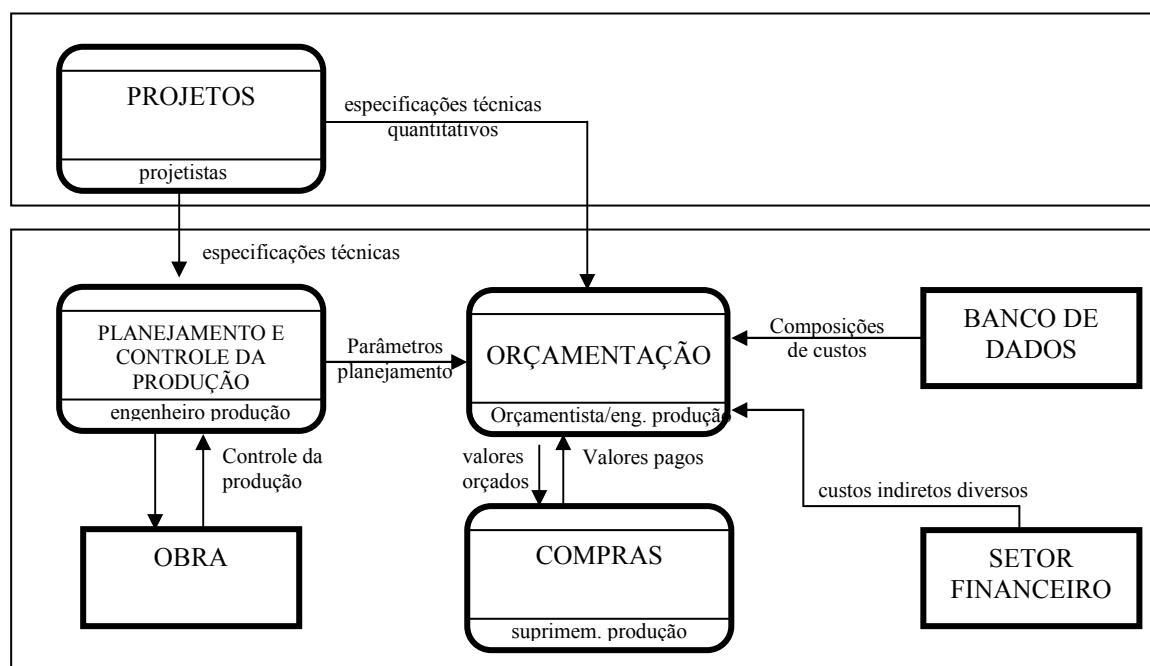 PROJETOS
projetistas
especificações técnicas
quantitativos
especificações técnicas
PLANEJAMENTO E
CONTROLE DA
PRODUÇÃO
engenheiro produção
Parâmetros
planejamento
ORÇAMENTAÇÃO
Orçamentista/eng. produção
Composições
de custos
BANCO DE
DADOS
Controle da
produção
valores
orçados
Valores pagos
custos indiretos diversos
OBRA
COMPRAS
suprimem. produção
SETOR
FINANCEIRO